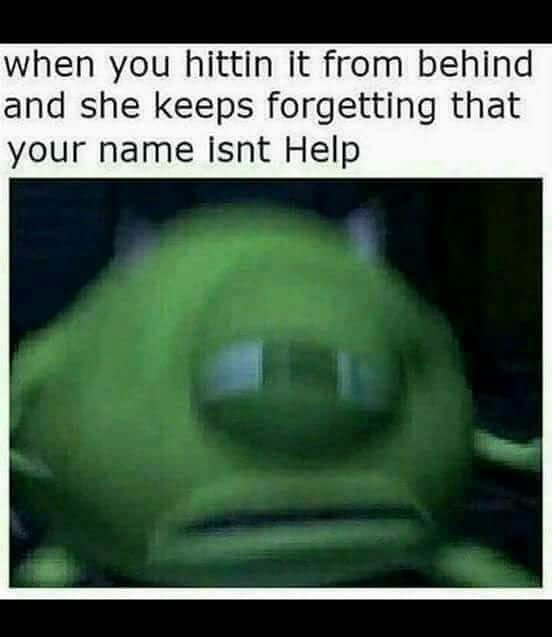 when you hittin it from behind
and she keeps forgetting that
your name isnt Help